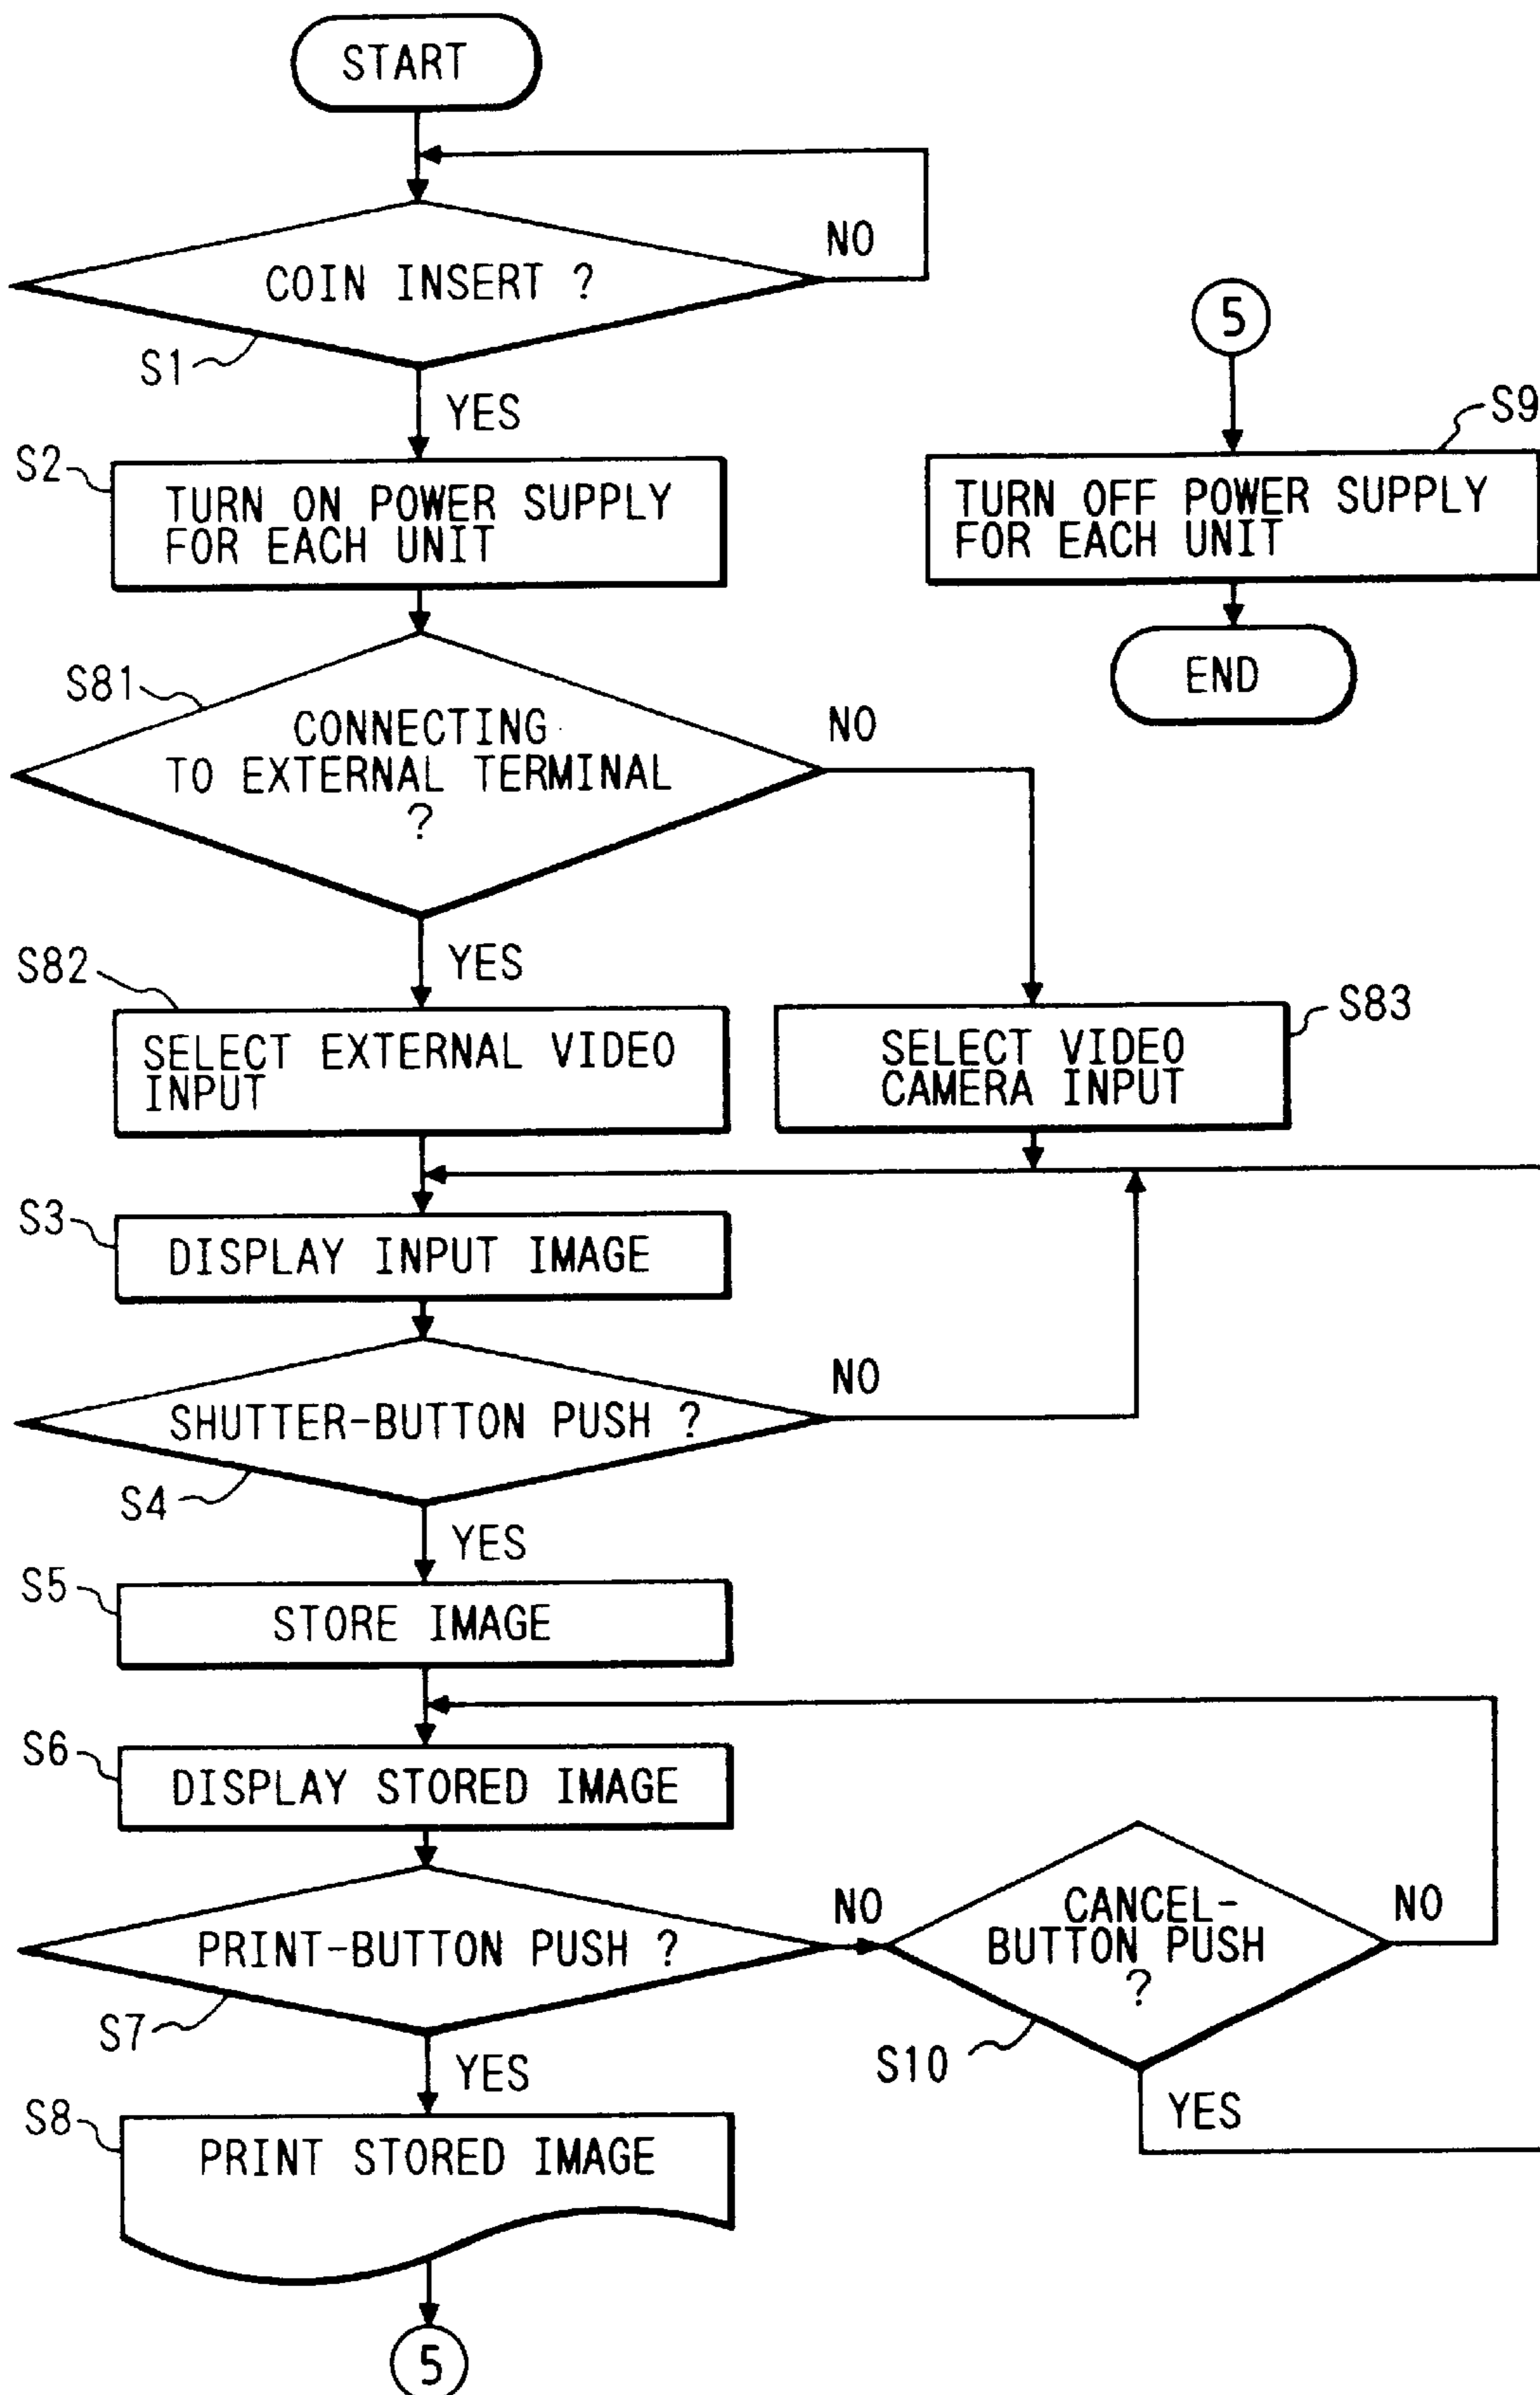 START
COIN INSERT ?
NO
S1
YES
S2
TURN ON POWER SUPPLY
FOR EACH UNIT
S81
CONNECTING
TO EXTERNAL TERMINAL
?
NO
YES
S82
SELECT EXTERNAL VIDEO
INPUT
S83
SELECT VIDEO
CAMERA INPUT
S3
DISPLAY INPUT IMAGE
SHUTTER-BUTTON PUSH ?
NO
S4
YES
S5
STORE IMAGE
S6
DISPLAY STORED IMAGE
PRINT-BUTTON PUSH ?
NO
S7
YES
CANCEL-
BUTTON PUSH
?
NO
S10
YES
S8
PRINT STORED IMAGE
5
5
S9
TURN OFF POWER SUPPLY
FOR EACH UNIT
END